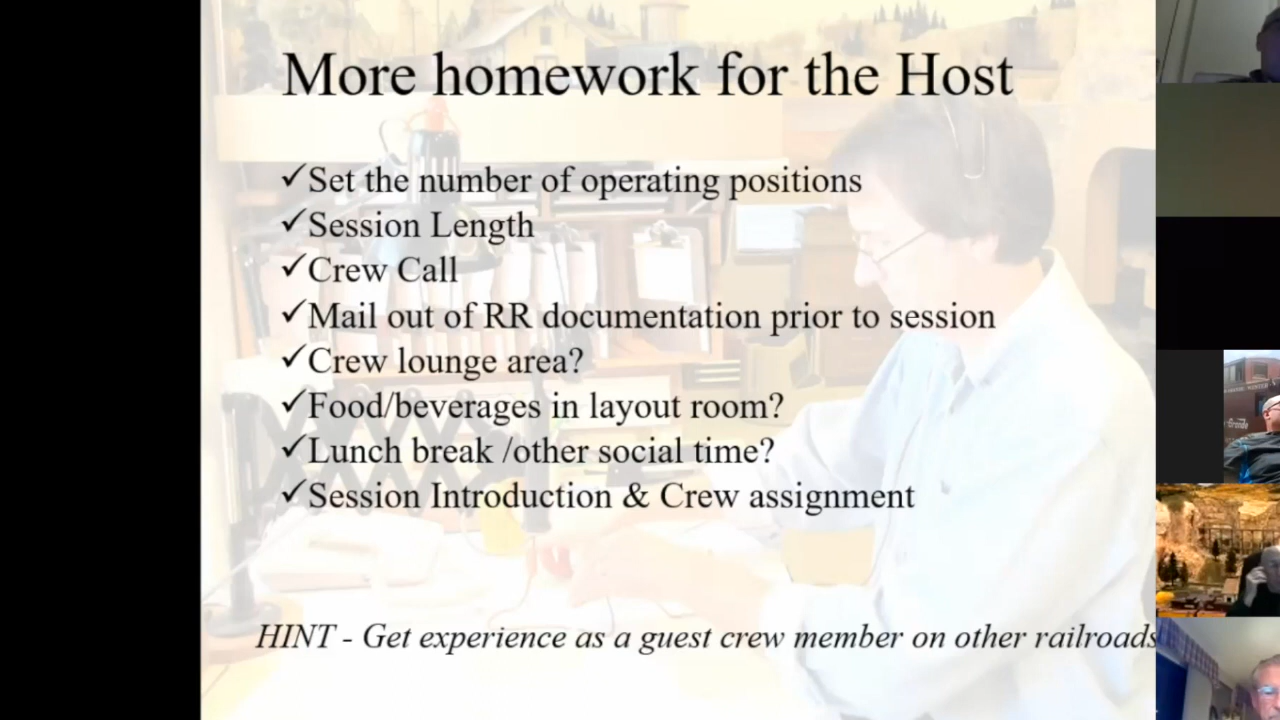 More homework for the Host
✓Set the number of operating positions
✓Session Length
✓Crew Call
✓Mail out of RR documentation prior to session
✓Crew lounge area?
✓Food/beverages in layout room?
✓Lunch break /other social time?
✓Session Introduction & Crew assignment
HINT - Get experience as a guest crew member on other railroads
Grande